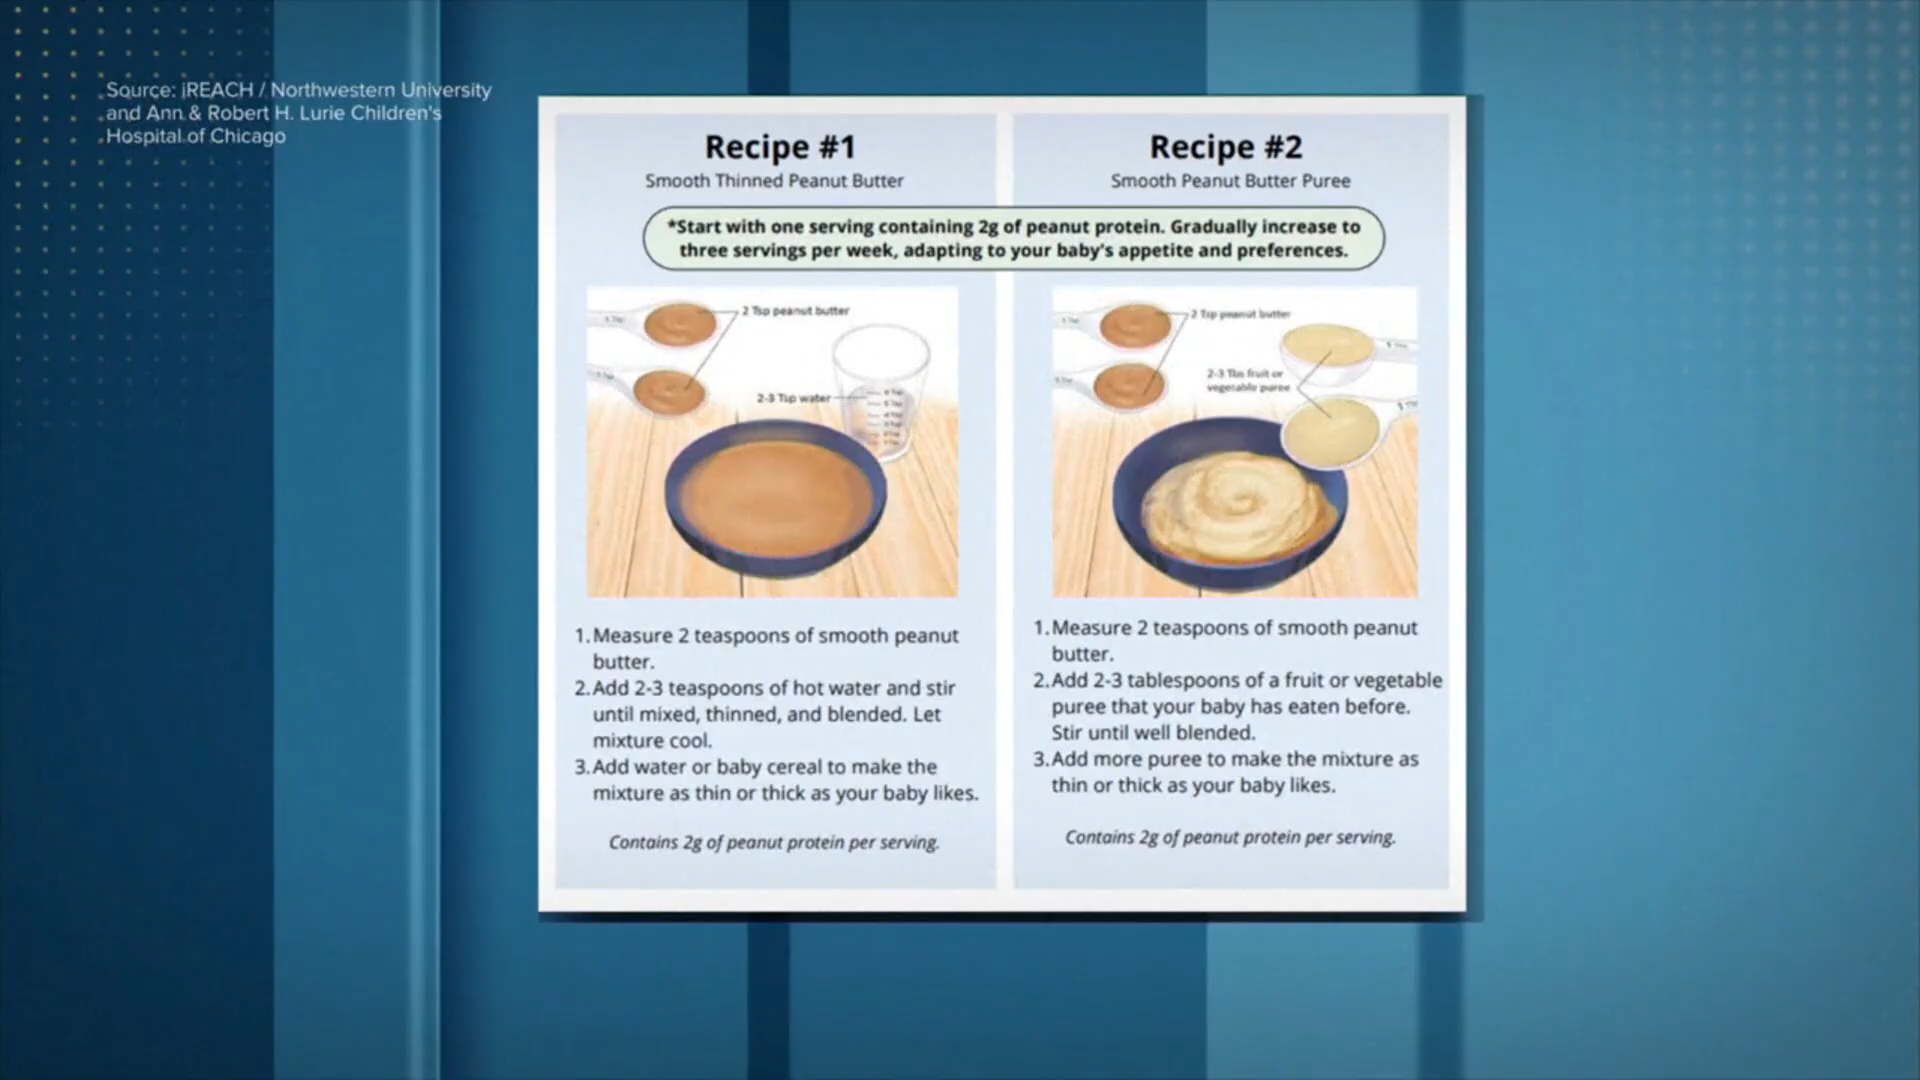 Source: iREACH / Northwestern University
and Ann & Robert H. Lurie Children's
Hospital of Chicago
Recipe #1
Smooth Thinned Peanut Butter
Recipe #2
Smooth Peanut Butter Puree
*Start with one serving containing 2g of peanut protein. Gradually increase to
three servings per week, adapting to your baby's appetite and preferences.
2 Tsp peanut butter
2-3 Tsp water
2 Tsp peanut butter
2-3 Tbs fruit or
vegetable puree
1. Measure 2 teaspoons of smooth peanut
butter.
2. Add 2-3 teaspoons of hot water and stir
until mixed, thinned, and blended. Let
mixture cool.
3. Add water or baby cereal to make the
mixture as thin or thick as your baby likes.
Contains 2g of peanut protein per serving.
1. Measure 2 teaspoons of smooth peanut
butter.
2. Add 2-3 tablespoons of a fruit or vegetable
puree that your baby has eaten before.
Stir until well blended.
3. Add more puree to make the mixture as
thin or thick as your baby likes.
Contains 2g of peanut protein per serving.